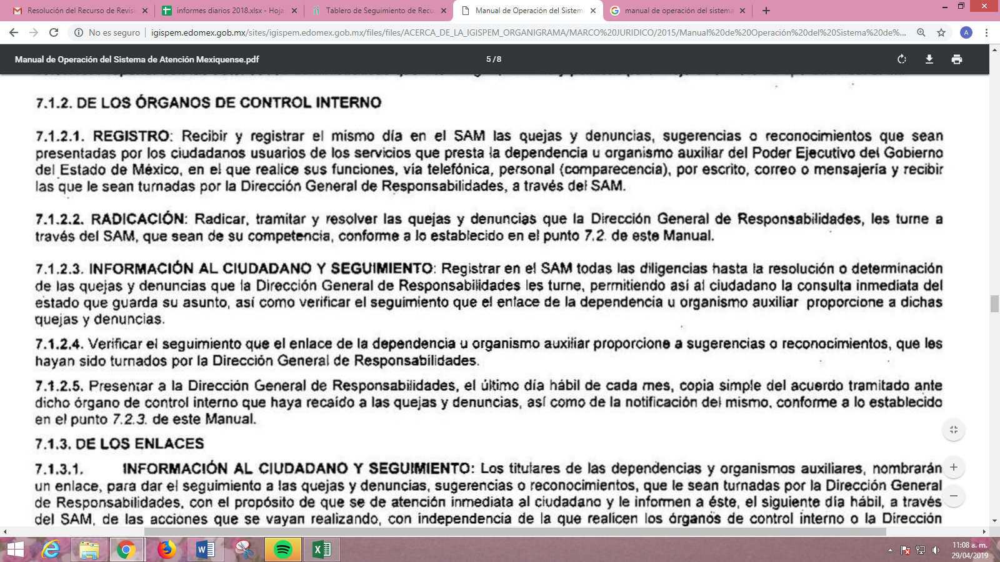 Resolución del Recurso de Revisi
informes diarios 2018.xlsx - Hoja
Tablero de Seguimiento de Recu
Manual de Operación del Sistema
manual de operación del sistema
No es seguro
igispem.edomex.gob.mx/sites/igispem.edomex.gob.mx/files/files/ACERCA_DE_LA_IGISPEM_ORGANIGRAMA/MARCO%20JURIDICO/2015/Manual%20de%20Operación%20del%20Sistema%20de%...
A
Manual de Operación del Sistema de Atención Mexiquense.pdf
5 / 8
7.1.2. DE LOS ÓRGANOS DE CONTROL INTERNO
7.1.2.1. REGISTRO: Recibir y registrar el mismo día en el SAM las quejas y denuncias, sugerencias o reconocimientos que sean
presentadas por los ciudadanos usuarios de los servicios que presta la dependencia u organismo auxiliar del Poder Ejecutivo del Gobierno
del Estado de México, en el que realice sus funciones, vía telefónica, personal (comparecencia), por escrito, correo o mensajería y recibir
las que le sean turnadas por la Dirección General de Responsabilidades, a través del SAM.
7.1.2.2. RADICACIÓN: Radicar, tramitar y resolver las quejas y denuncias que la Dirección General de Responsabilidades, les turne a
través del SAM, que sean de su competencia, conforme a lo establecido en el punto 7.2. de este Manual.
7.1.2.3. INFORMACIÓN AL CIUDADANO Y SEGUIMIENTO: Registrar en el SAM todas las diligencias hasta la resolución o determinación
de las quejas y denuncias que la Dirección General de Responsabilidades les turne, permitiendo así al ciudadano la consulta inmediata del
estado que guarda su asunto, así como verificar el seguimiento que el enlace de la dependencia u organismo auxiliar proporcione a dichas
quejas y denuncias.
7.1.2.4. Verificar el seguimiento que el enlace de la dependencia u organismo auxiliar proporcione a sugerencias o reconocimientos, que les
hayan sido turnados por la Dirección General de Responsabilidades.
7.1.2.5. Presentar a la Dirección General de Responsabilidades, el último día hábil de cada mes, copia simple del acuerdo tramitado ante
dicho órgano de control interno que haya recaído a las quejas y denuncias, así como de la notificación del mismo, conforme a lo establecido
en el punto 7.2.3. de este Manual.
7.1.3. DE LOS ENLACES
7.1.3.1. INFORMACIÓN AL CIUDADANO Y SEGUIMIENTO: Los titulares de las dependencias y organismos auxiliares, nombrarán
un enlace, para dar el seguimiento a las quejas y denuncias, sugerencias o reconocimientos, que le sean turnadas por la Dirección General
de Responsabilidades, con el propósito de que se de atención inmediata al ciudadano y le informen a éste, el siguiente día hábil, a través
del SAM, de las acciones que se vayan realizando, con independencia de la que realicen los órganos de control interno o la Dirección
11:08 a. m.
29/04/2019